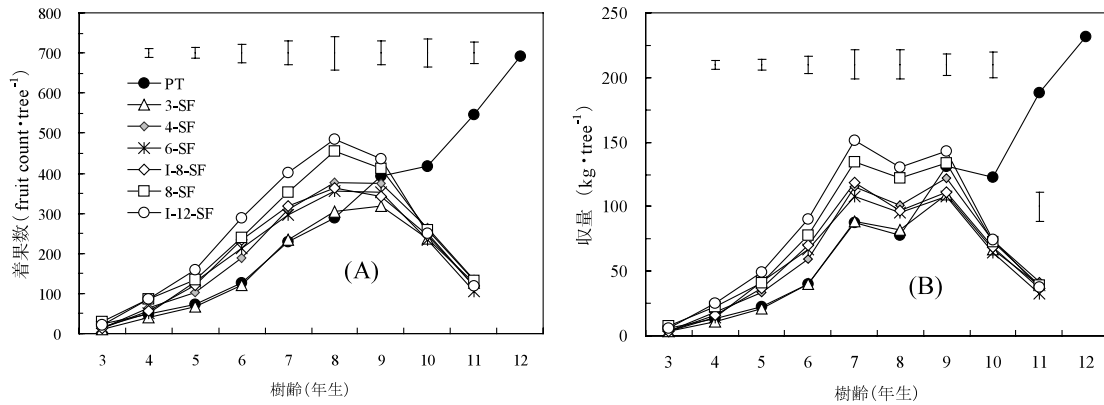 800
700
600
500
400
300
200
100
0
着果数( fruit count・tree⁻¹)
PT
3-SF
4-SF
6-SF
I-8-SF
8-SF
I-12-SF
(A)
3 4 5 6 7 8 9 10 11 12
樹齢(年生)
250
200
150
100
50
0
収量 (kg・tree⁻¹)
(B)
3 4 5 6 7 8 9 10 11 12
樹齢(年生)